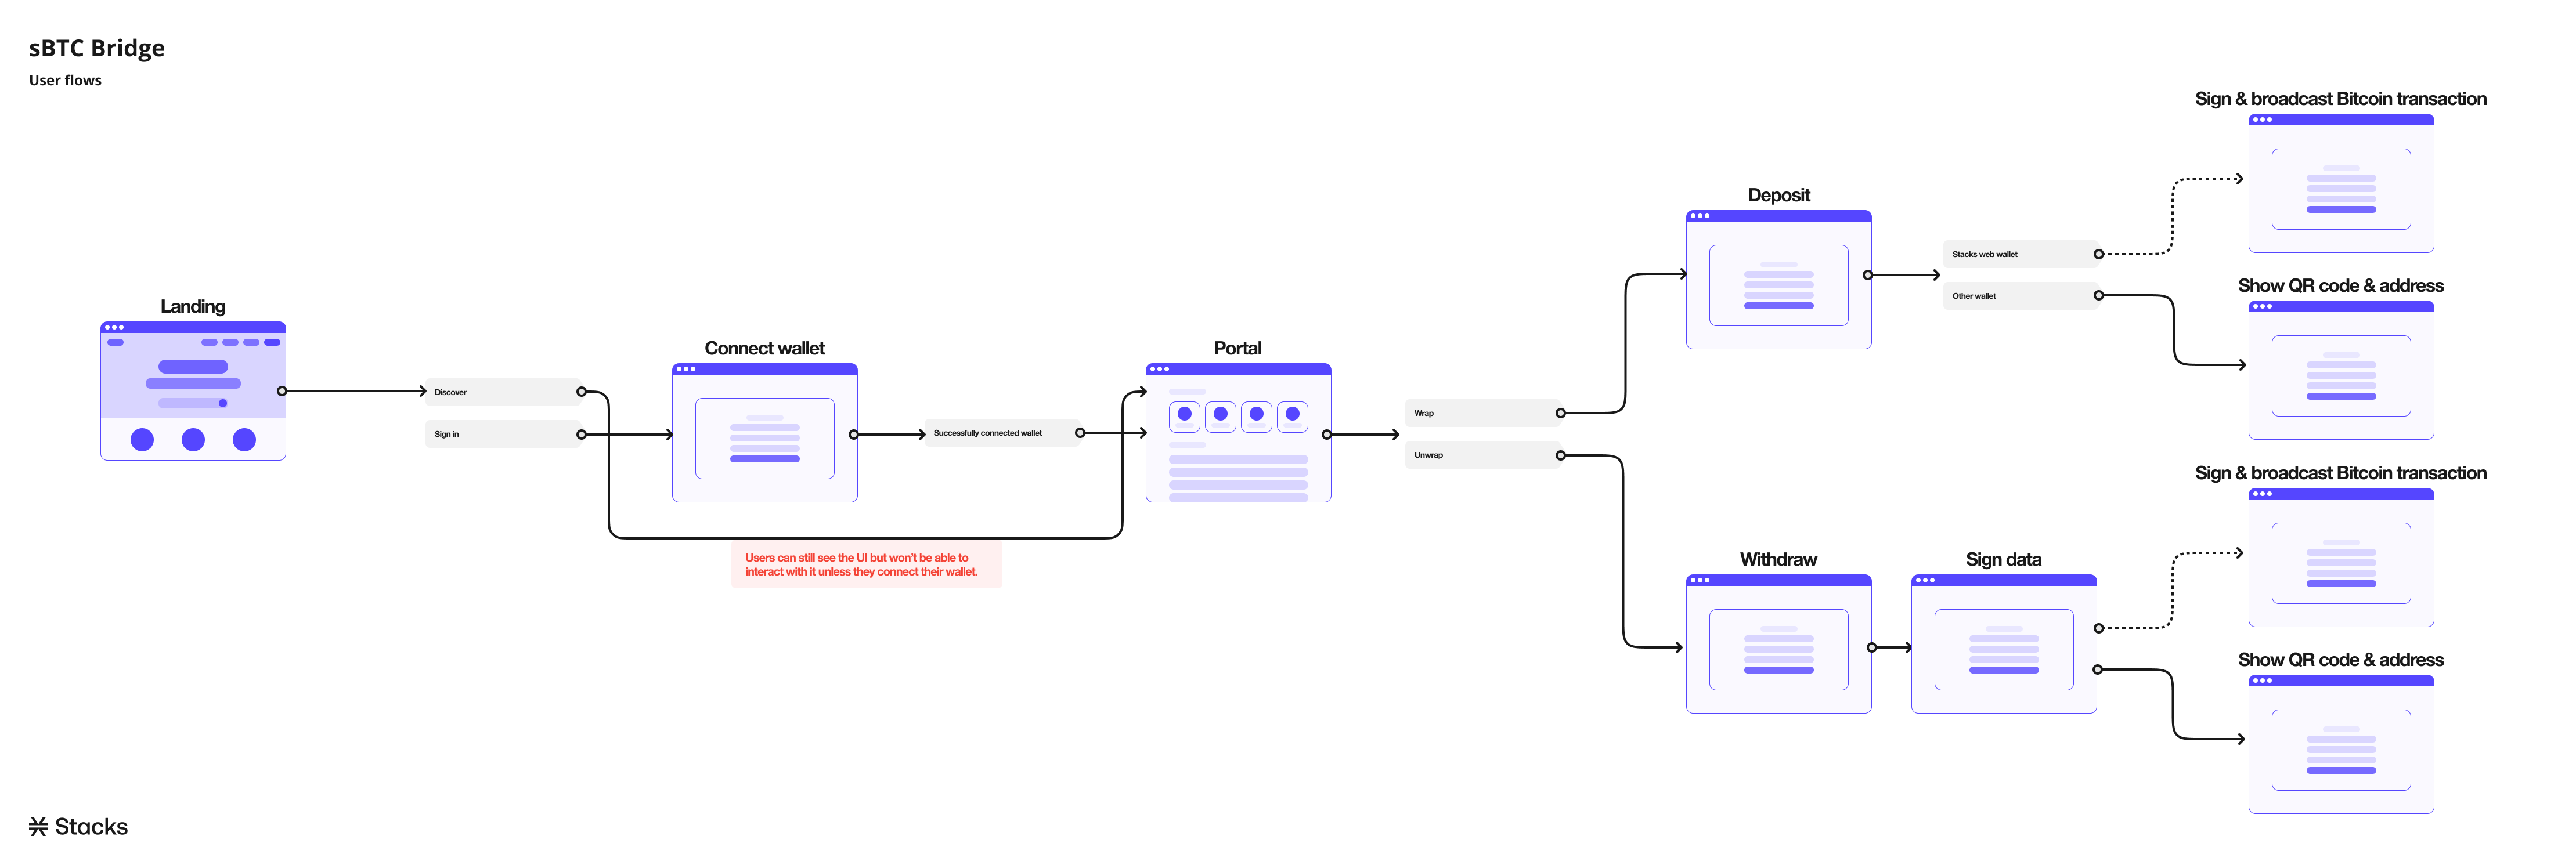 sBTC Bridge
User flows
Landing
Discover
Sign in
Connect wallet
Successfully connected wallet
Users can still see the UI but won’t be able to
interact with it unless they connect their wallet.
Portal
Wrap
Unwrap
Deposit
Stacks web wallet
Other wallet
Sign & broadcast Bitcoin transaction
Show QR code & address
Withdraw
Sign data
Sign & broadcast Bitcoin transaction
Show QR code & address
Stacks